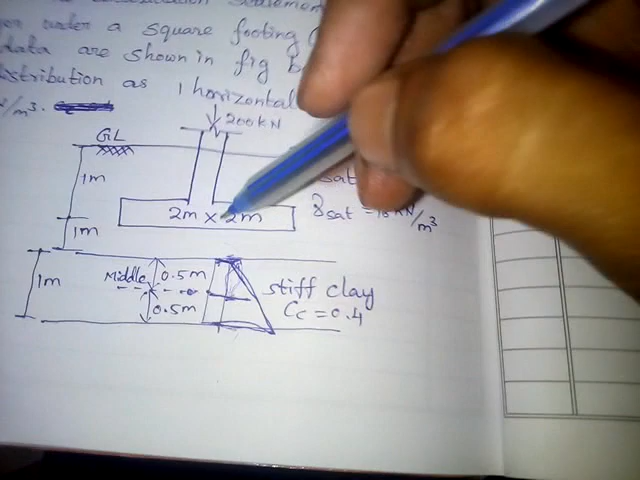 under a square footing
data are shown in fig
distribution as 1 horizontal
/m³.
200KN
GL
1m
2m x 2m
sat
γsat = 18 KN/m³
1m
1m
Middle
0.5m
0.5m
stiff clay
Cc = 0.4